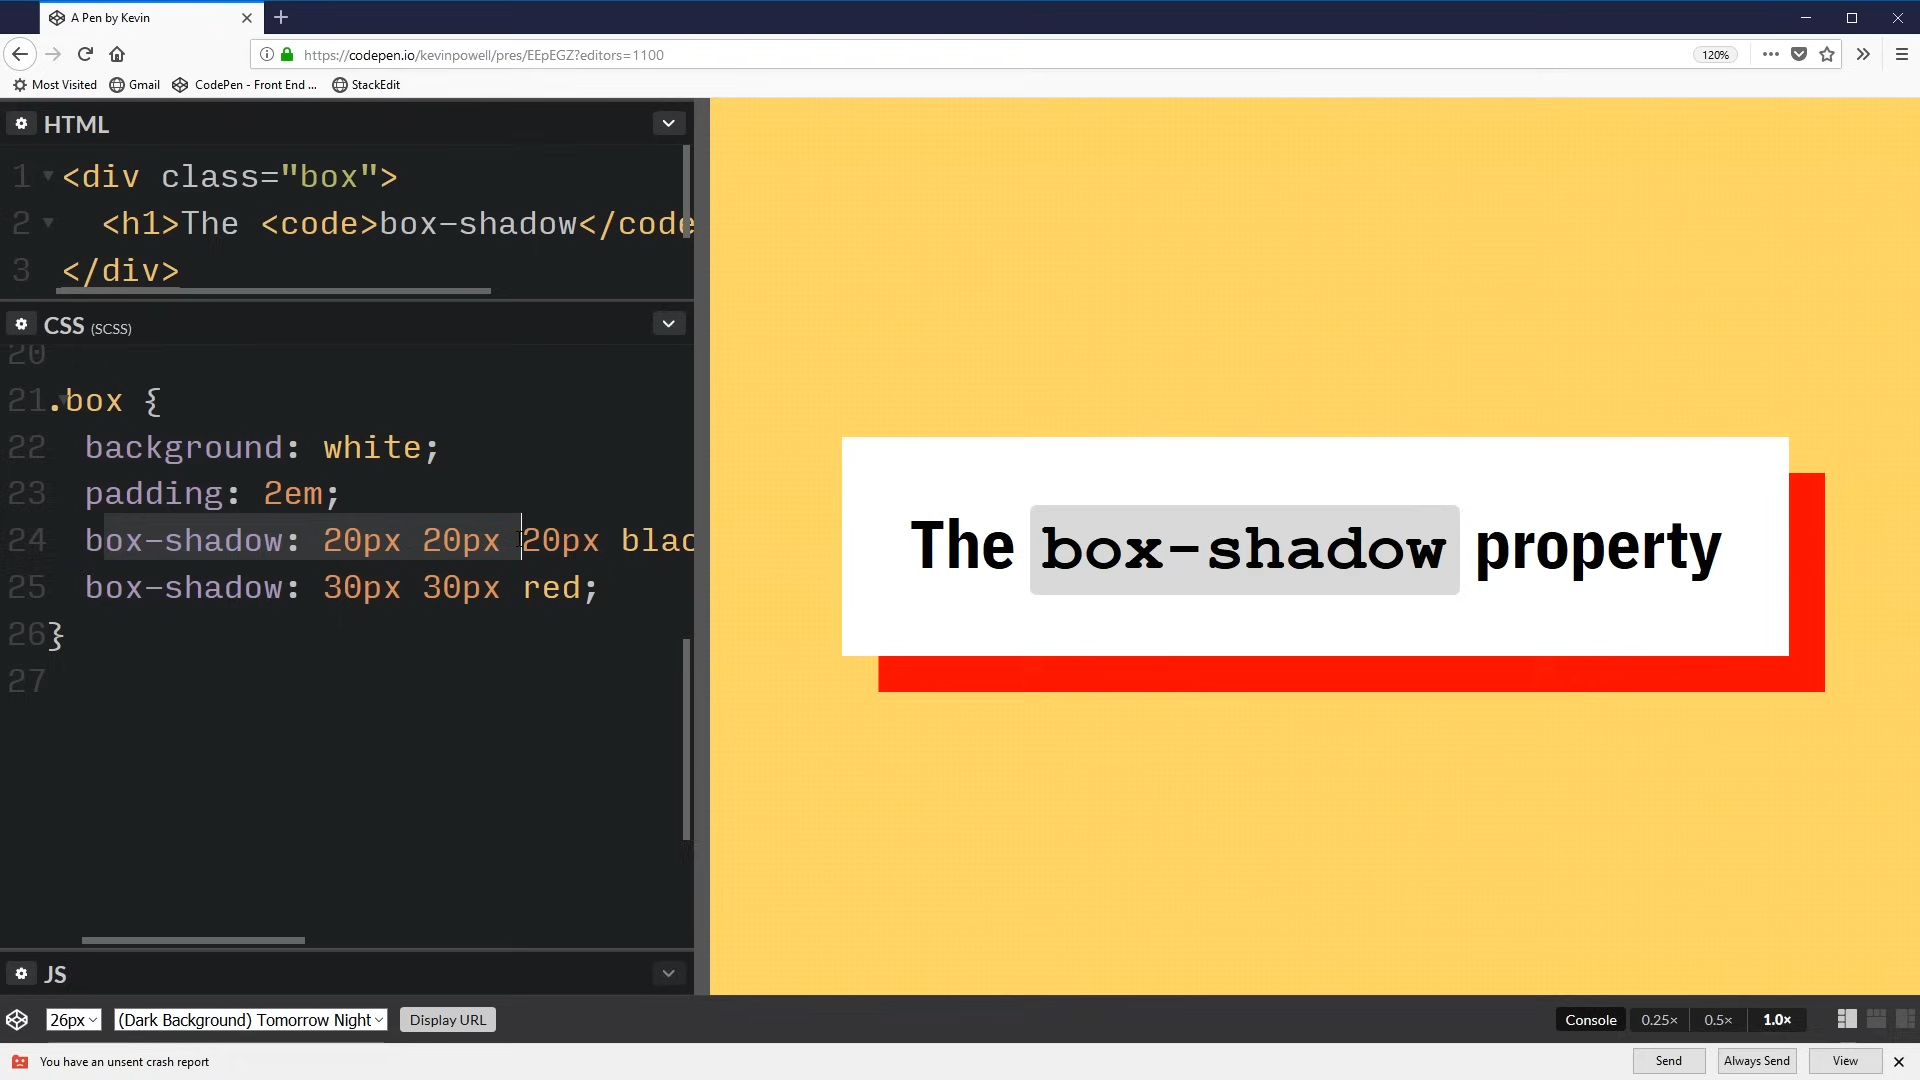 A Pen by Kevin
https://codepen.io/kevinpowell/pres/EEpEGZ?editors=1100
120%
Most Visited
Gmail
CodePen - Front End ...
StackEdit
HTML
1 <div class="box">
2 <h1>The <code>box-shadow</code
3 </div>
CSS (SCSS)
20
21 .box {
22 background: white;
23 padding: 2em;
24 box-shadow: 20px 20px 20px blac
25 box-shadow: 30px 30px red;
26 }
27
The box-shadow property
JS
26px
(Dark Background) Tomorrow Night
Display URL
Console
0.25×
0.5×
1.0×
You have an unsent crash report
Send
Always Send
View